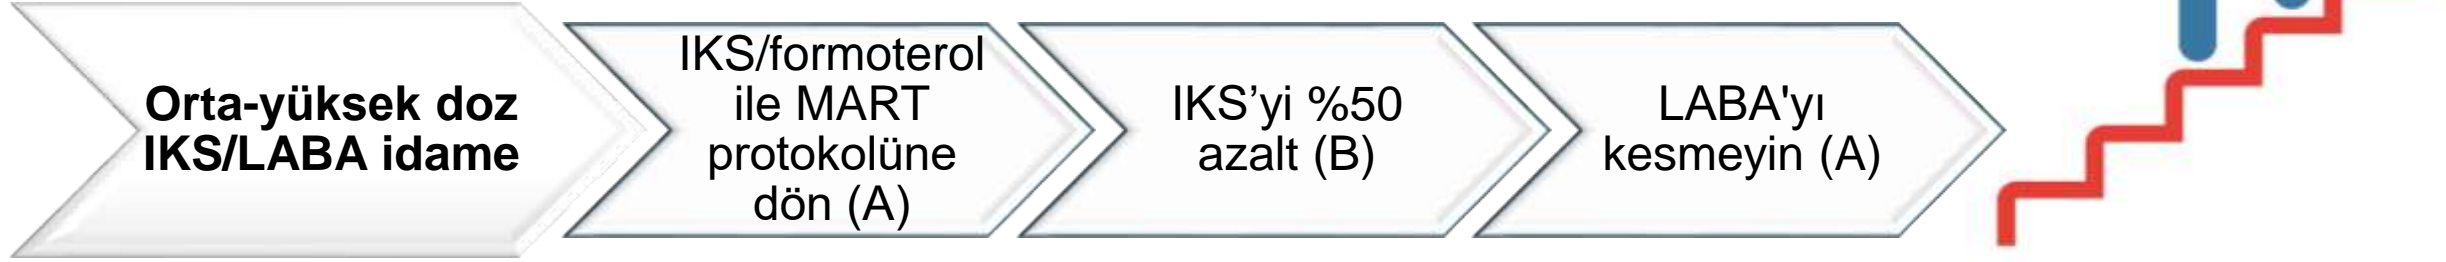 Orta-yüksek doz
IKS/LABA idame
IKS/formoterol
ile MART
protokolüne
dön (A)
IKS’yi %50
azalt (B)
LABA'yı
kesmeyin (A)